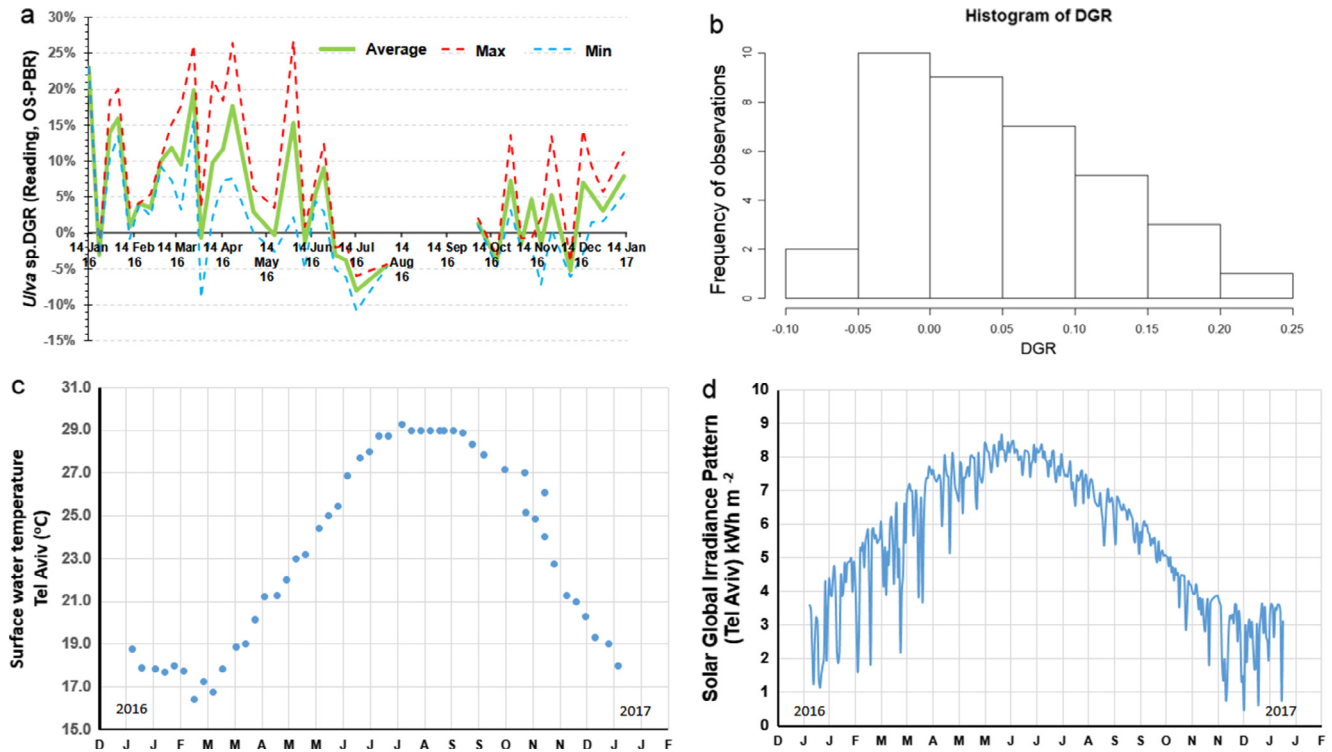 a
30%
25%
20%
15%
10%
5%
0%
-5%
-10%
-15%
Ulva sp.DGR (Reading, OS-PBR)
Average Max Min
14 Jan 14 Feb 14 Mar 14 Apr 14 14 Jun 14 Jul 14 14 Sep 14 Oct 14 Nov 14 Dec 14 Jan
16 16 16 16 May 16 16 Aug 16 16 16 16 17
16 16
b
Histogram of DGR
Frequency of observations
10
8
6
4
2
0
-0.10 -0.05 0.00 0.05 0.10 0.15 0.20 0.25
DGR
c
Surface water temperature
Tel Aviv (°C)
31.0
29.0
27.0
25.0
23.0
21.0
19.0
17.0
15.0
2016 2017
D J J F M A M M J J A S S O N N D J F
d
Solar Global Irradiance Pattern
(Tel Aviv) kWh m -2
10
9
8
7
6
5
4
3
2
1
0
2016 2017
D J J F M A M M J J A S S O N N D J F